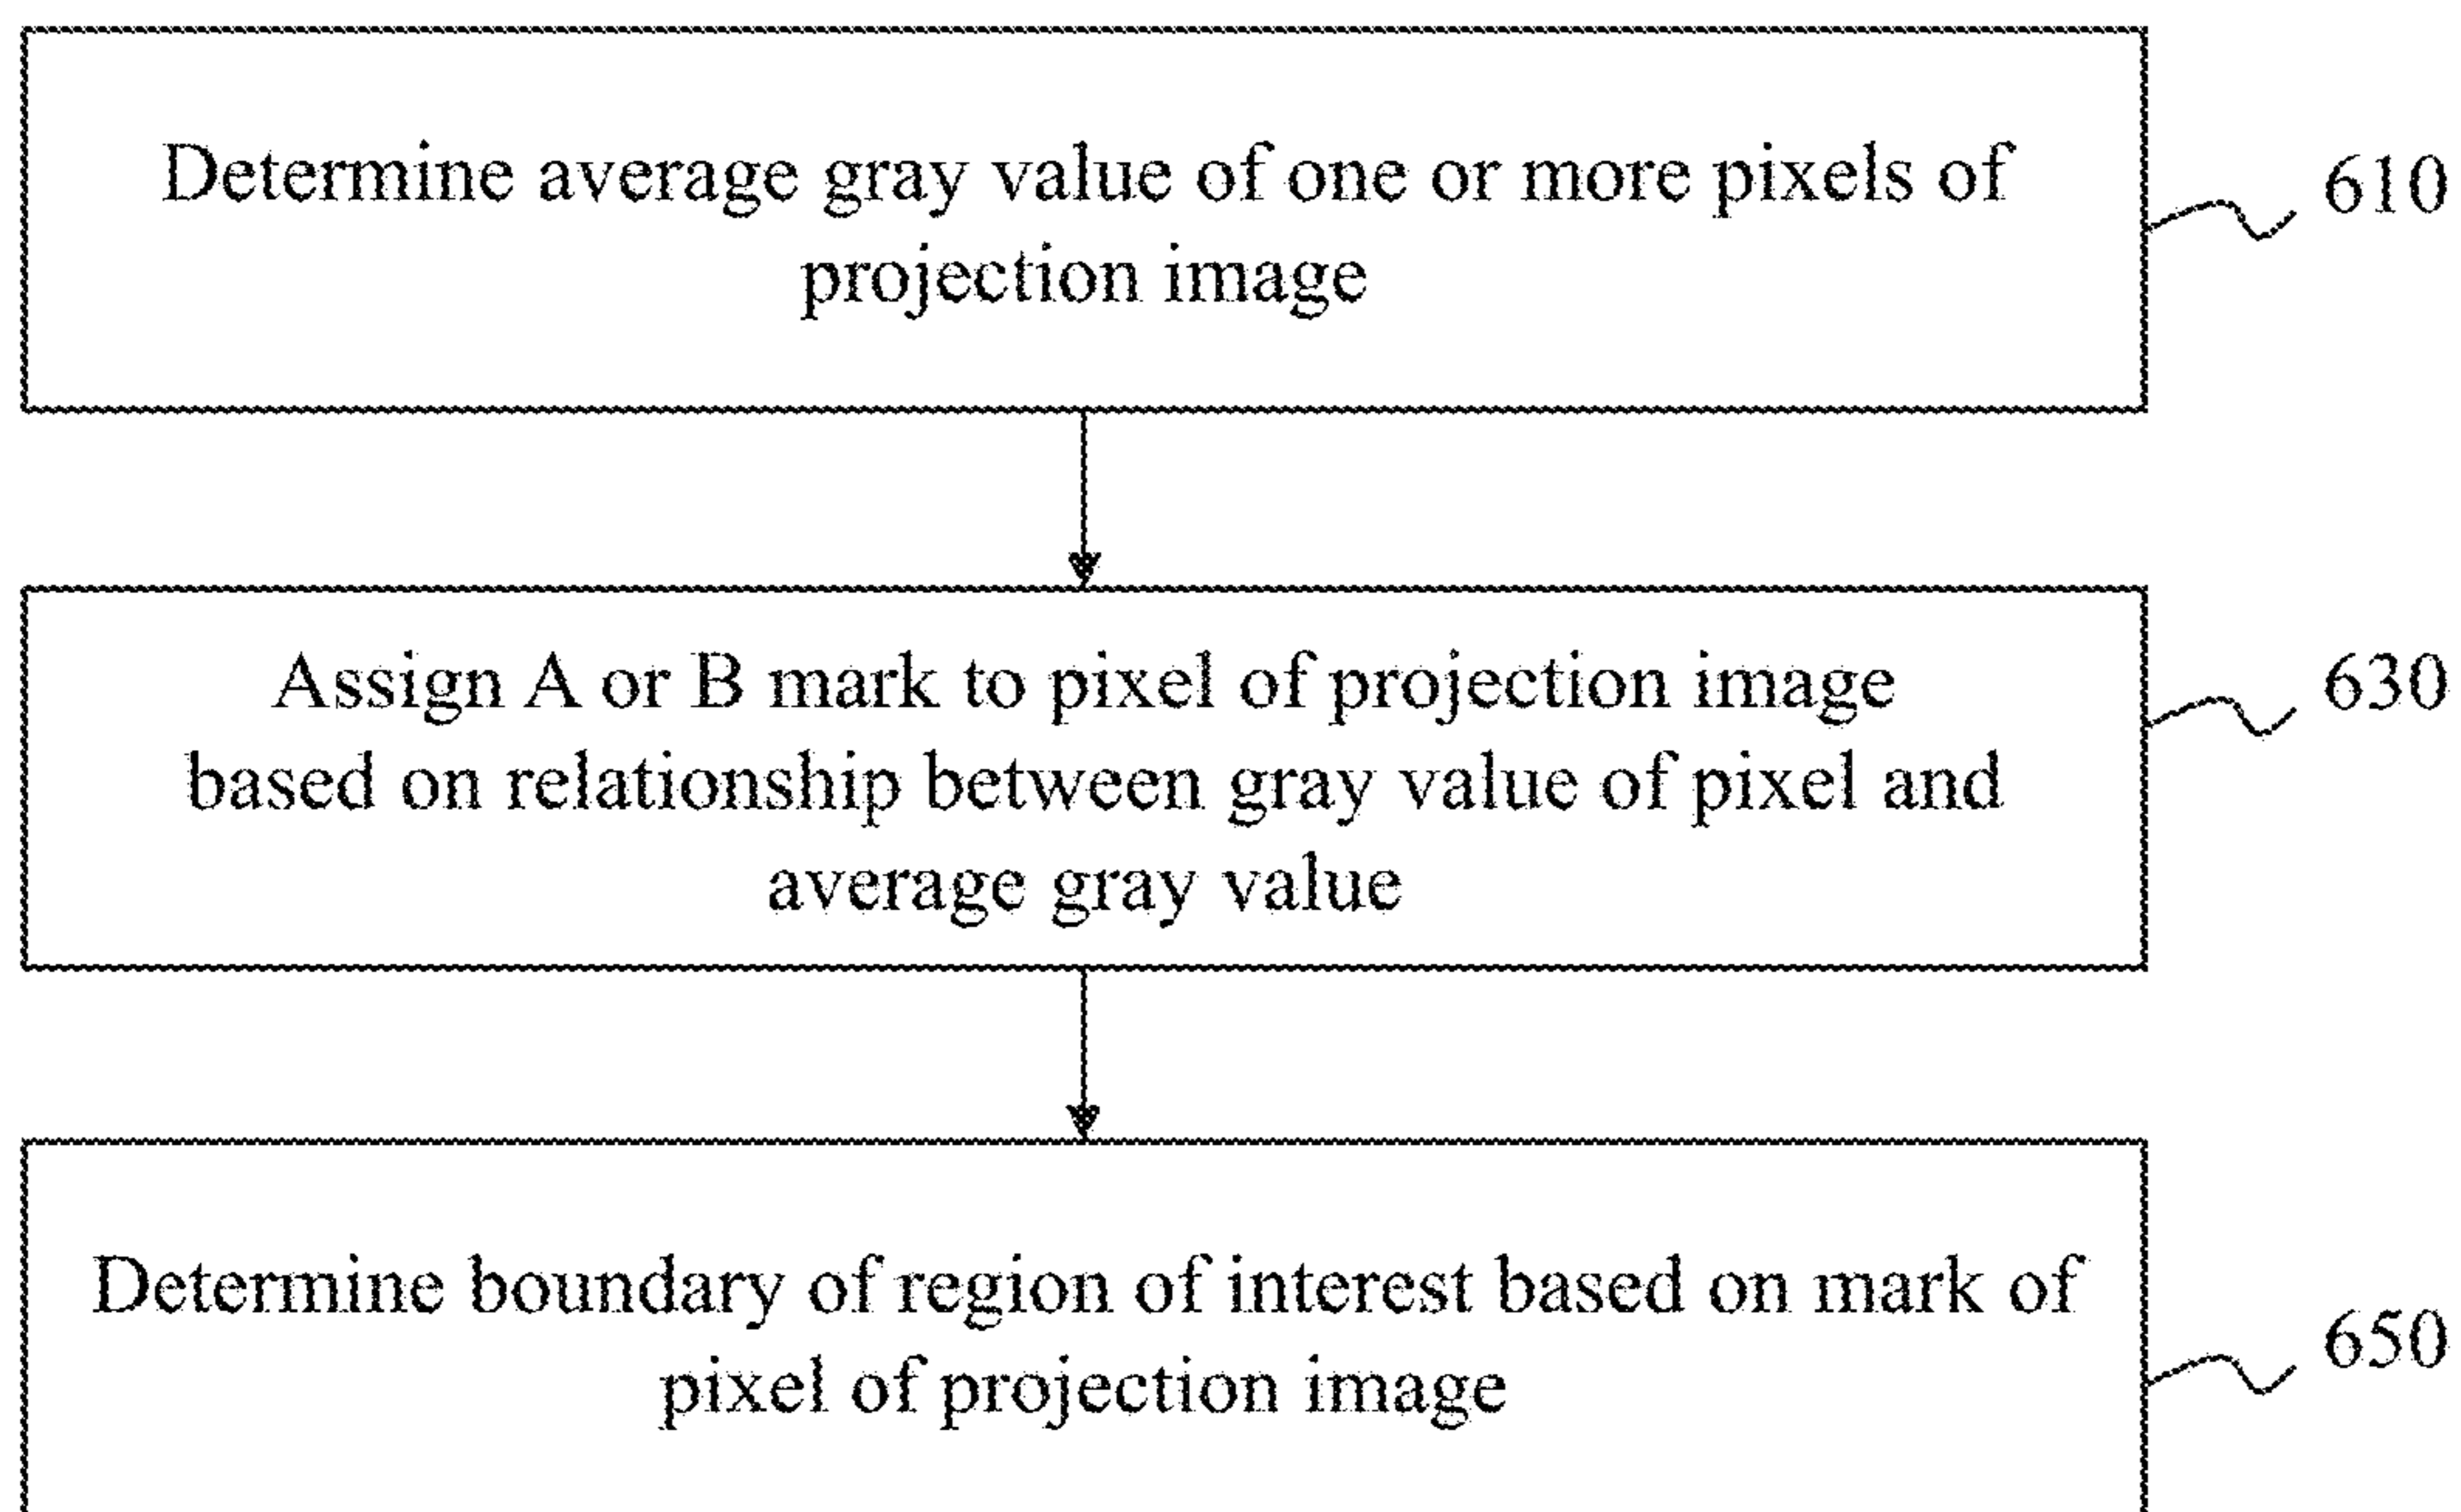 Determine average gray value of one or more pixels of
projection image
610
Assign A or B mark to pixel of projection image
based on relationship between gray value of pixel and
average gray value
630
Determine boundary of region of interest based on mark of
pixel of projection image
650